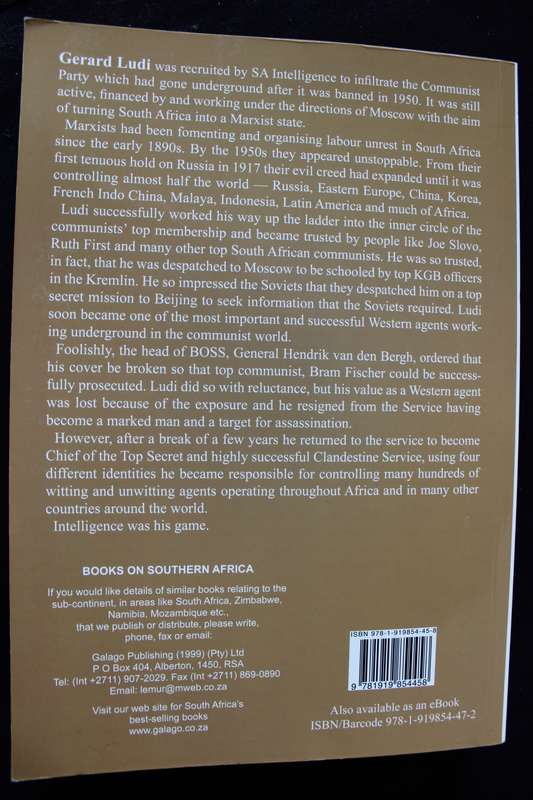 Gerard Ludi was recruited by SA Intelligence to infiltrate the Communist
Party which had gone underground after it was banned in 1950. It was still
active, financed by and working under the directions of Moscow with the aim
of turning South Africa into a Marxist state.
Marxists had been fomenting and organising labour unrest in South Africa
since the early 1890s. By the 1950s they appeared unstoppable. From their
first tenuous hold on Russia in 1917 their evil creed had expanded until it was
controlling almost half the world — Russia, Eastern Europe, China, Korea,
French Indo China, Malaya, Indonesia, Latin America and much of Africa.
Ludi successfully worked his way up the ladder into the inner circle of the
communists' top membership and became trusted by people like Joe Slovo,
Ruth First and many other top South African communists. He was so trusted,
in fact, that he was despatched to Moscow to be schooled by top KGB officers
in the Kremlin. He so impressed the Soviets that they despatched him on a top
secret mission to Beijing to seek information that the Soviets required. Ludi
soon became one of the most important and successful Western agents work-
ing underground in the communist world.
Foolishly, the head of BOSS, General Hendrik van den Bergh, ordered that
his cover be broken so that top communist, Bram Fischer could be success-
fully prosecuted. Ludi did so with reluctance, but his value as a Western agent
was lost because of the exposure and he resigned from the Service having
become a marked man and a target for assassination.
However, after a break of a few years he returned to the service to become
Chief of the Top Secret and highly successful Clandestine Service, using four
different identities he became responsible for controlling many hundreds of
witting and unwitting agents operating throughout Africa and in many other
countries around the world.
Intelligence was his game.
BOOKS ON SOUTHERN AFRICA
If you would like details of similar books relating to the
sub-continent, in areas like South Africa, Zimbabwe,
Namibia, Mozambique etc.,
that we publish or distribute, please write,
phone, fax or email:
Galago Publishing (1999) (Pty) Ltd
P O Box 404, Alberton, 1450, RSA
Tel: (Int +2711) 907-2029. Fax (Int +2711) 869-0890
Email: lemur@mweb.co.za
Visit our web site for South Africa's
best-selling books
www.galago.co.za
ISBN 978-1-919854-45-8
9 781919 854458
Also available as an eBook
ISBN/Barcode 978-1-919854-47-2